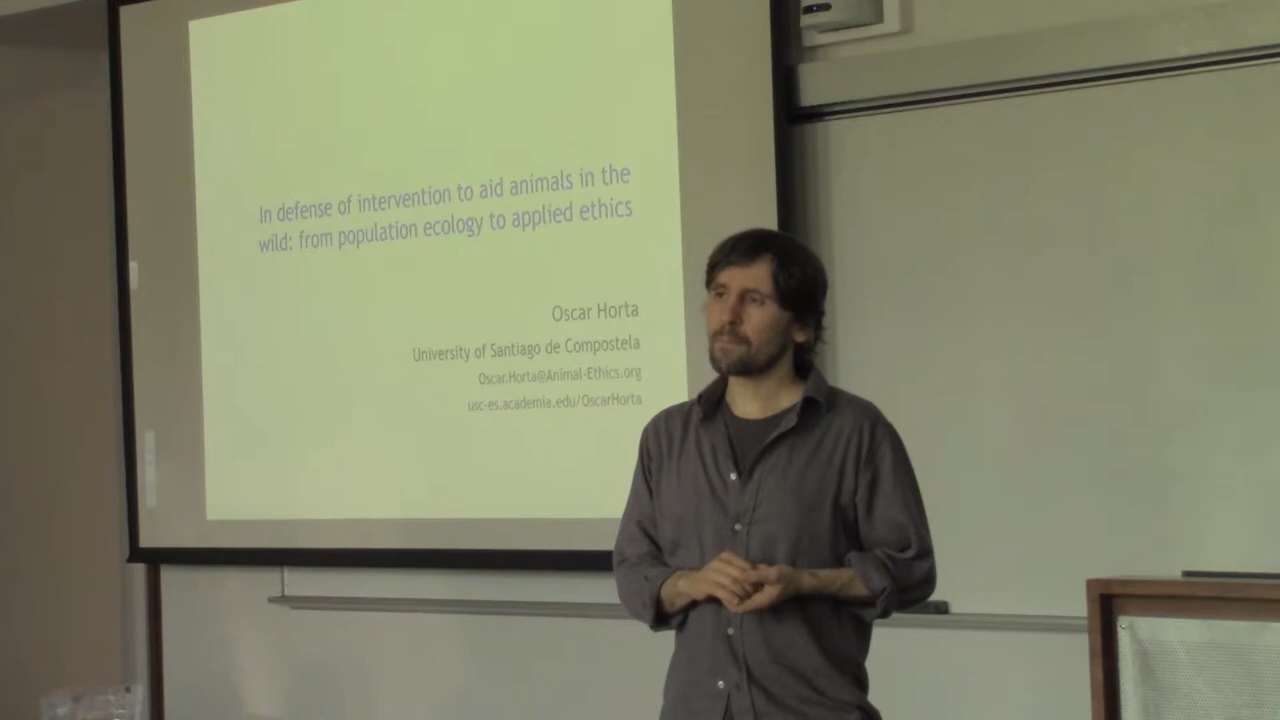 In defense of intervention to aid animals in the
wild: from population ecology to applied ethics
Oscar Horta
University of Santiago de Compostela
Oscar.Horta@Animal-Ethics.org
usc-es.academia.edu/OscarHorta